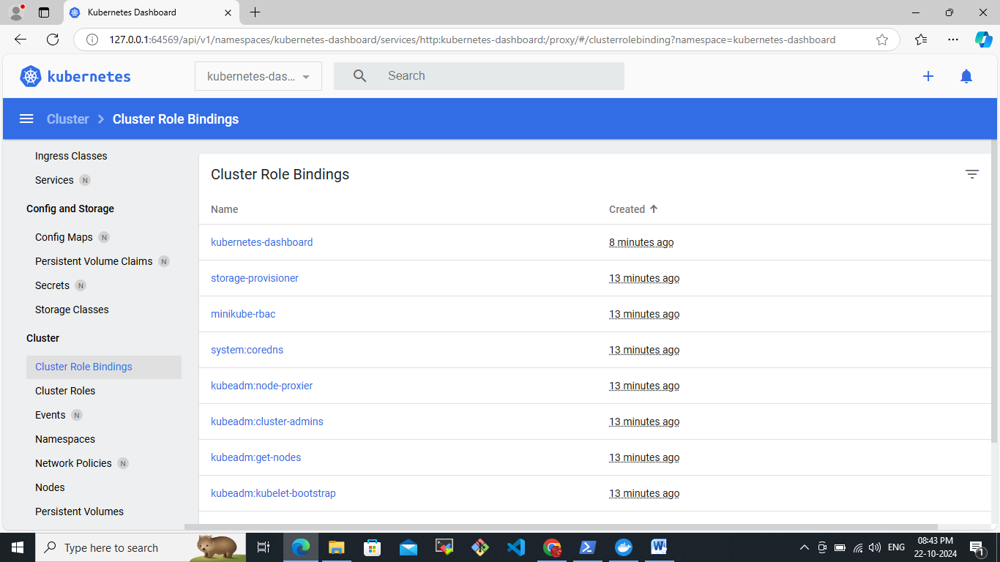 Kubernetes Dashboard
127.0.0.1:64569/api/v1/namespaces/kubernetes-dashboard/services/http:kubernetes-dashboard:/proxy/#/clusterrolebinding?namespace=kubernetes-dashboard
kubernetes
kubernetes-das...
Search
Cluster
Cluster Role Bindings
Ingress Classes
Services N
Config and Storage
Config Maps N
Persistent Volume Claims N
Secrets N
Storage Classes
Cluster
Cluster Role Bindings
Cluster Roles
Events N
Namespaces
Network Policies N
Nodes
Persistent Volumes
Cluster Role Bindings
Name Created
kubernetes-dashboard 8 minutes ago
storage-provisioner 13 minutes ago
minikube-rbac 13 minutes ago
system:coredns 13 minutes ago
kubeadm:node-proxier 13 minutes ago
kubeadm:cluster-admins 13 minutes ago
kubeadm:get-nodes 13 minutes ago
kubeadm:kubelet-bootstrap 13 minutes ago
Type here to search
ENG
08:43 PM
22-10-2024
1